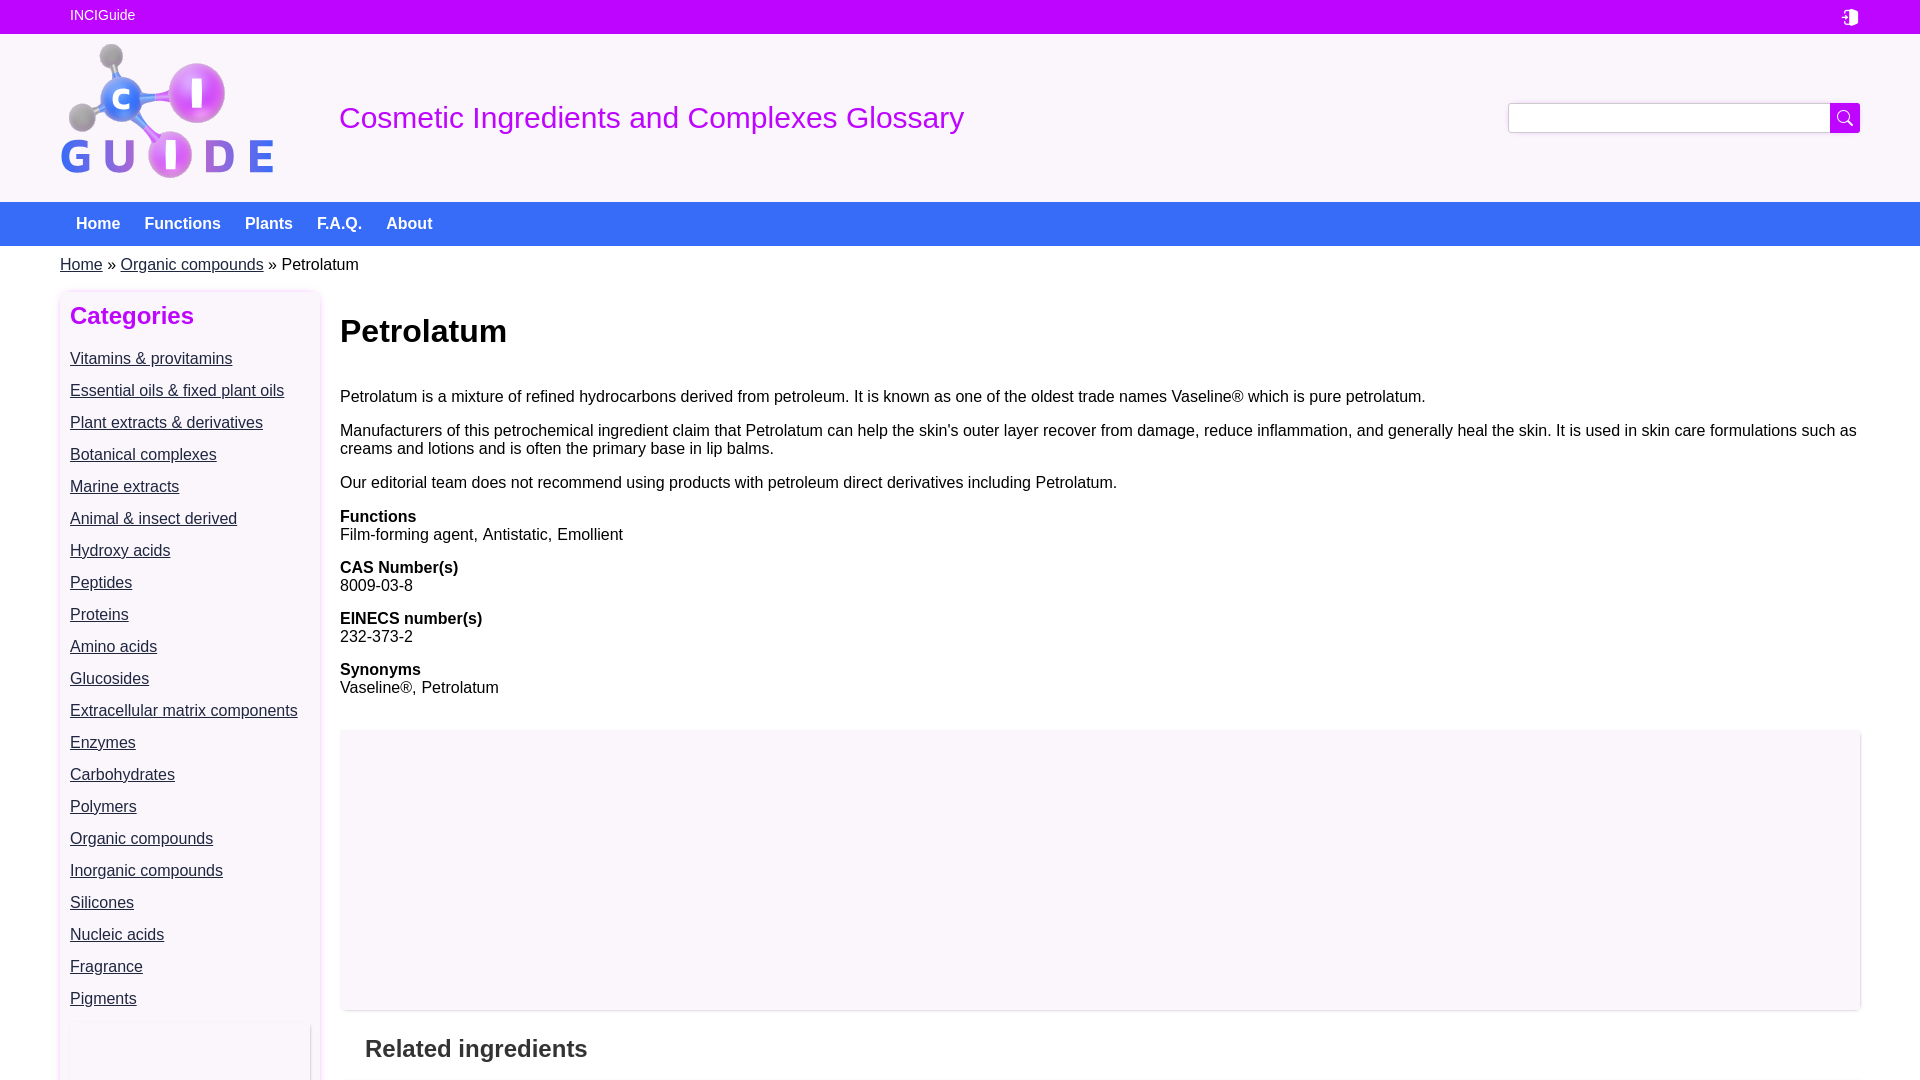 INCIGuide
C I
GUIDE
Cosmetic Ingredients and Complexes Glossary
Home Functions Plants F.A.Q. About
Home » Organic compounds » Petrolatum
Categories
Vitamins & provitamins
Essential oils & fixed plant oils
Plant extracts & derivatives
Botanical complexes
Marine extracts
Animal & insect derived
Hydroxy acids
Peptides
Proteins
Amino acids
Glucosides
Extracellular matrix components
Enzymes
Carbohydrates
Polymers
Organic compounds
Inorganic compounds
Silicones
Nucleic acids
Fragrance
Pigments
Petrolatum
Petrolatum is a mixture of refined hydrocarbons derived from petroleum. It is known as one of the oldest trade names Vaseline® which is pure petrolatum.
Manufacturers of this petrochemical ingredient claim that Petrolatum can help the skin's outer layer recover from damage, reduce inflammation, and generally heal the skin. It is used in skin care formulations such as
creams and lotions and is often the primary base in lip balms.
Our editorial team does not recommend using products with petroleum direct derivatives including Petrolatum.
Functions
Film-forming agent, Antistatic, Emollient
CAS Number(s)
8009-03-8
EINECS number(s)
232-373-2
Synonyms
Vaseline®, Petrolatum
Related ingredients